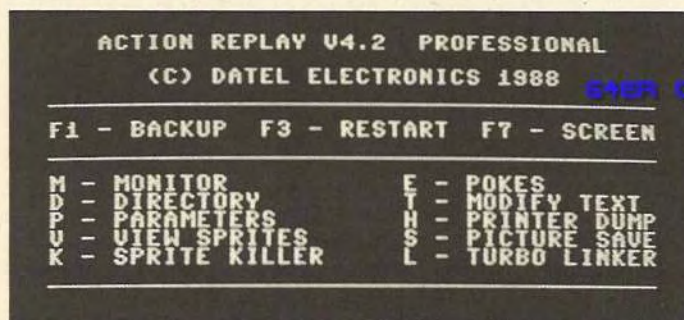 ACTION REPLAY V4.2 PROFESSIONAL
(C) DATEL ELECTRONICS 1988
F1 - BACKUP F3 - RESTART F7 - SCREEN
M - MONITOR E - POKES
D - DIRECTORY T - MODIFY TEXT
P - PARAMETERS H - PRINTER DUMP
V - VIEW SPRITES S - PICTURE SAVE
K - SPRITE KILLER L - TURBO LINKER